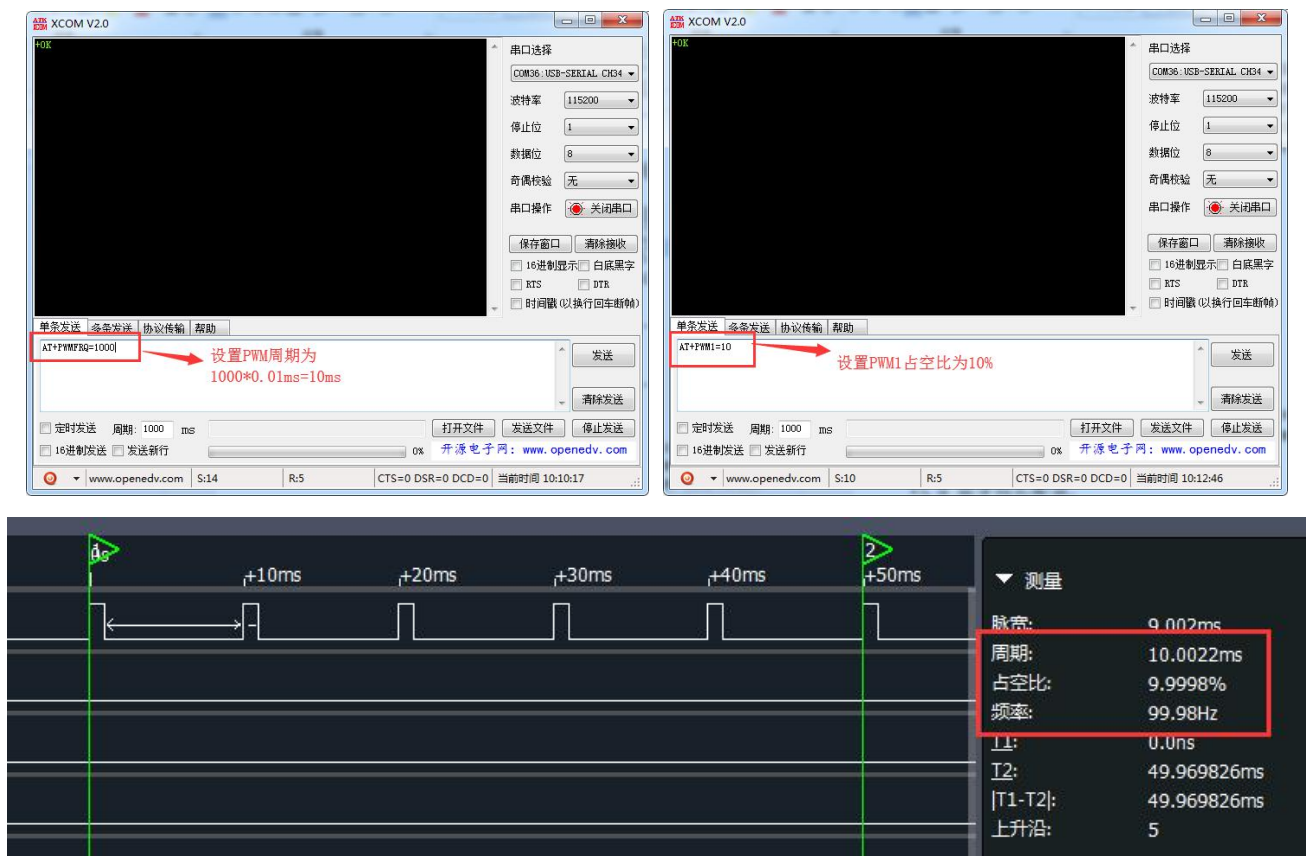 XCOM V2.0
+OK
串口选择
COM36:USB-SERIAL CH34
波特率 115200
停止位 1
数据位 8
奇偶校验 无
串口操作 关闭串口
保存窗口 清除接收
16进制显示 白底黑字
RTS DTR
时间戳(以换行回车断帧)
单条发送 多条发送 协议传输 帮助
AT+PWMFRQ=1000
设置PWM周期为
1000*0.01ms=10ms
发送
清除发送
定时发送 周期: 1000 ms 打开文件 发送文件 停止发送
16进制发送 发送新行 0% 开源电子网: www.openedv.com
www.openedv.com S:14 R:5 CTS=0 DSR=0 DCD=0 当前时间 10:10:17
XCOM V2.0
+OK
串口选择
COM36:USB-SERIAL CH34
波特率 115200
停止位 1
数据位 8
奇偶校验 无
串口操作 关闭串口
保存窗口 清除接收
16进制显示 白底黑字
RTS DTR
时间戳(以换行回车断帧)
单条发送 多条发送 协议传输 帮助
AT+PWM1=10
设置PWM1占空比为10%
发送
清除发送
定时发送 周期: 1000 ms 打开文件 发送文件 停止发送
16进制发送 发送新行 0% 开源电子网: www.openedv.com
www.openedv.com S:10 R:5 CTS=0 DSR=0 DCD=0 当前时间 10:12:46
2
+10ms +20ms +30ms +40ms +50ms
测量
脉宽: 9.002ms
周期: 10.0022ms
占空比: 9.9998%
频率: 99.98Hz
T1: 0.0ns
T2: 49.969826ms
|T1-T2|: 49.969826ms
上升沿: 5